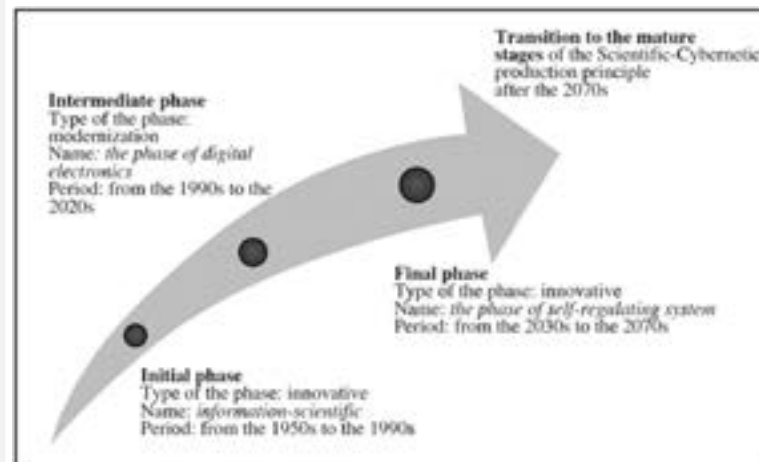 Transition to the mature
stages of the Scientific-Cybernetic
production principle
after the 2070s
Intermediate phase
Type of the phase:
modernization
Name: the phase of digital
electronics
Period: from the 1990s to the
2020s
Final phase
Type of the phase: innovative
Name: the phase of self-regulating system
Period: from the 2030s to the 2070s
Initial phase
Type of the phase: innovative
Name: information-scientific
Period: from the 1950s to the 1990s